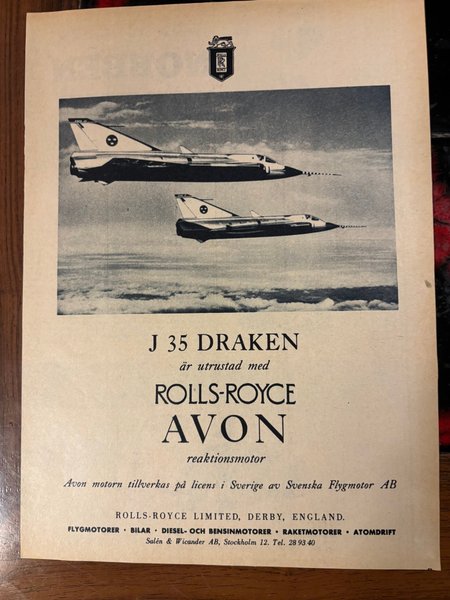 J 35 DRAKEN
är utrustad med
ROLLS-ROYCE
AVON
reaktionsmotor
Avon motorn tillverkas på licens i Sverige av Svenska Flygmotor AB
ROLLS-ROYCE LIMITED, DERBY, ENGLAND.
FLYGMOTORER · BILAR · DIESEL- OCH BENSINMOTORER · RAKETMOTORER · ATOMDRIFT
Salén & Wicander AB, Stockholm 12. Tel. 28 93 40